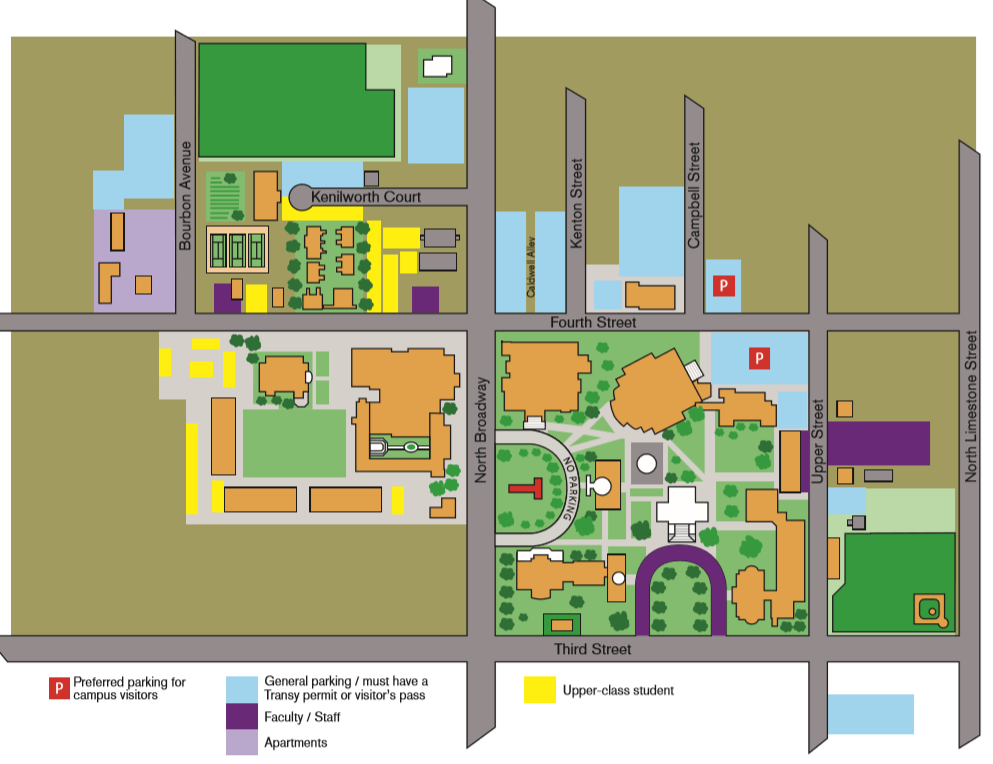 Bourbon Avenue
Kenilworth Court
Kenton Street
Campbell Street
Caldwell Alley
P
Fourth Street
P
North Broadway
NO PARKING
Upper Street
North Limestone Street
Third Street
P
Preferred parking for
campus visitors
General parking / must have a
Transy permit or visitor's pass
Faculty / Staff
Apartments
Upper-class student